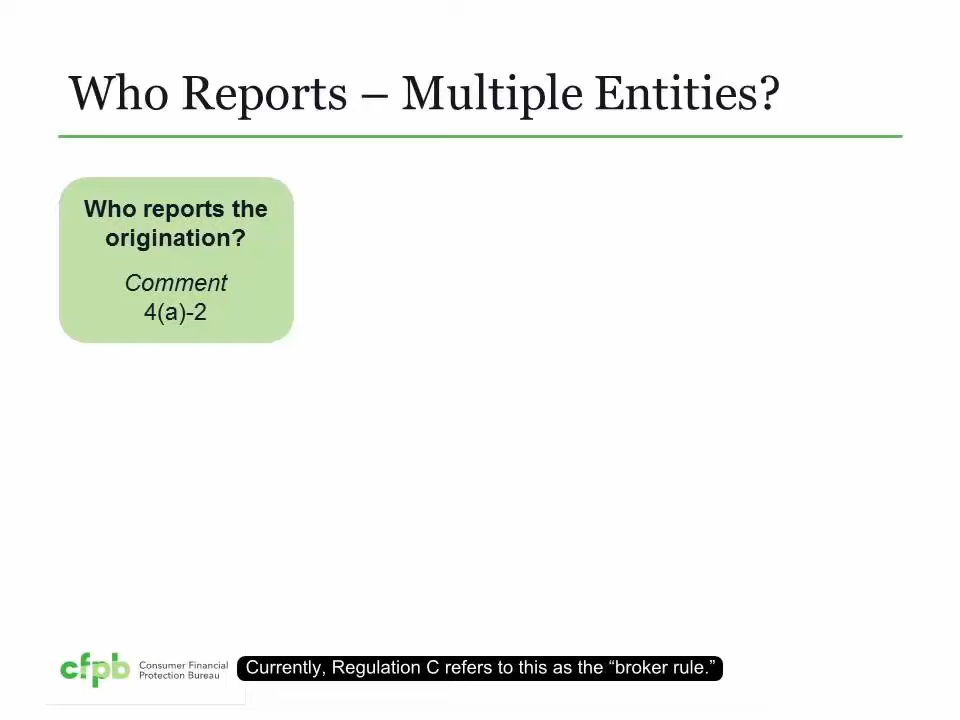 Who Reports – Multiple Entities?
Who reports the
origination?
Comment
4(a)-2
cfpb
Consumer Financial
Protection Bureau
Currently, Regulation C refers to this as the “broker rule.”